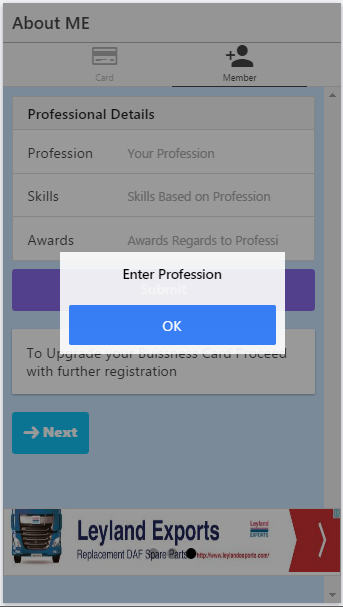 About ME
Card
Member
Professional Details
Profession Your Profession
Skills Skills Based on Profession
Awards Awards Regards to Professi
Enter Profession
Submit
OK
To Upgrade your Buissness Card Proceed
with further registration
Next
Leyland Exports
LEYLAND
EXPORTS
Replacement DAF Spare Parts
http://www.leylandexports.com/